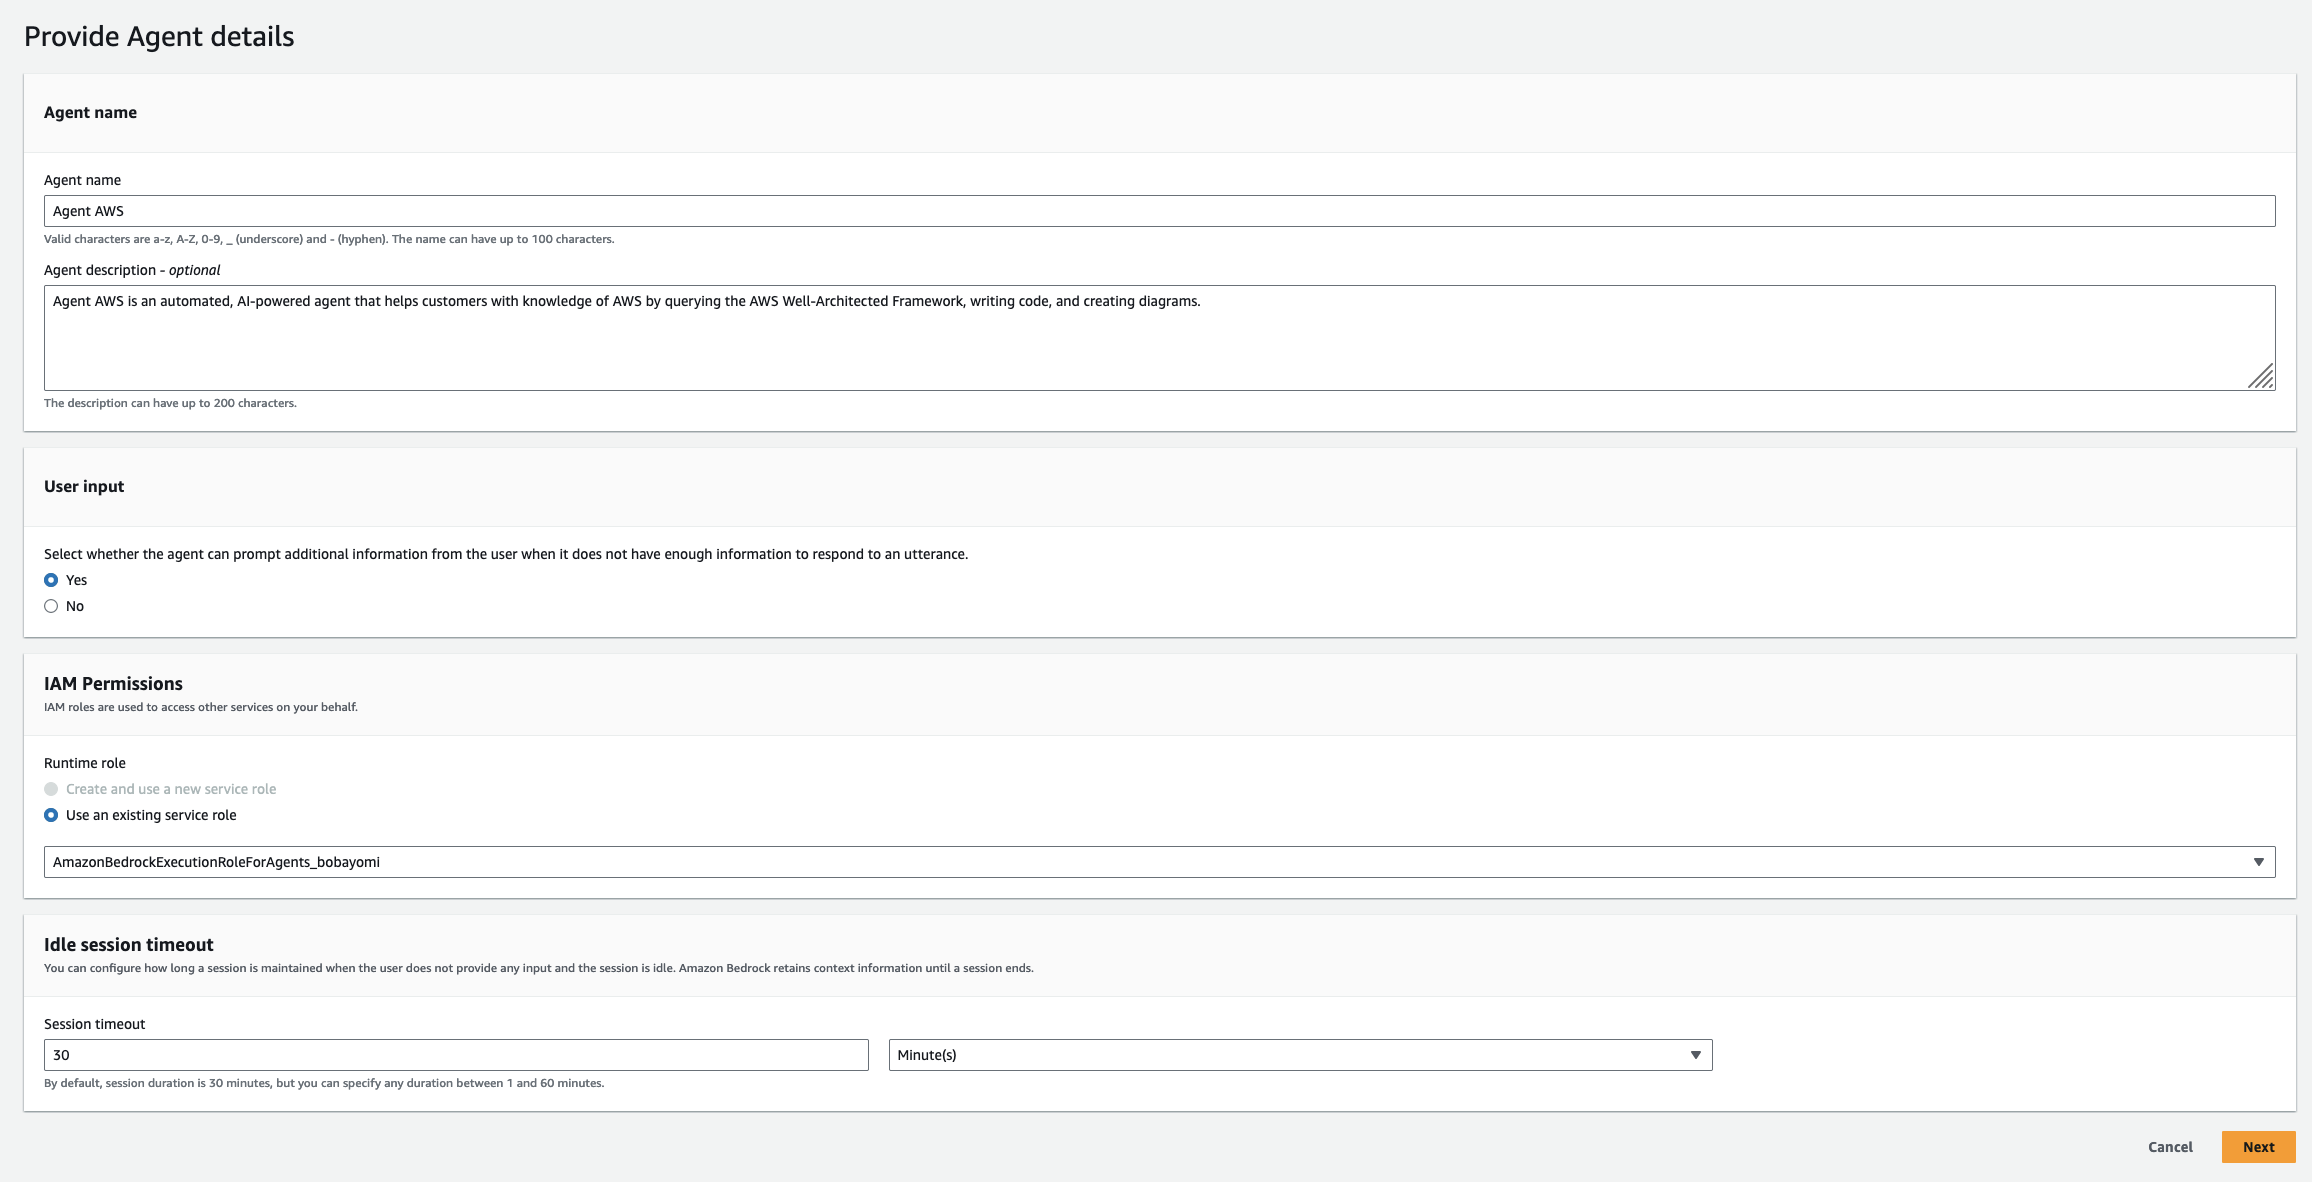 Provide Agent details
Agent name
Agent name
Agent AWS
Valid characters are a-z, A-Z, 0-9, _ (underscore) and - (hyphen). The name can have up to 100 characters.
Agent description - optional
Agent AWS is an automated, AI-powered agent that helps customers with knowledge of AWS by querying the AWS Well-Architected Framework, writing code, and creating diagrams.
The description can have up to 200 characters.
User input
Select whether the agent can prompt additional information from the user when it does not have enough information to respond to an utterance.
Yes
No
IAM Permissions
IAM roles are used to access other services on your behalf.
Runtime role
Create and use a new service role
Use an existing service role
AmazonBedrockExecutionRoleForAgents_bobayomi
Idle session timeout
You can configure how long a session is maintained when the user does not provide any input and the session is idle. Amazon Bedrock retains context information until a session ends.
Session timeout
30 Minute(s)
By default, session duration is 30 minutes, but you can specify any duration between 1 and 60 minutes.
Cancel Next